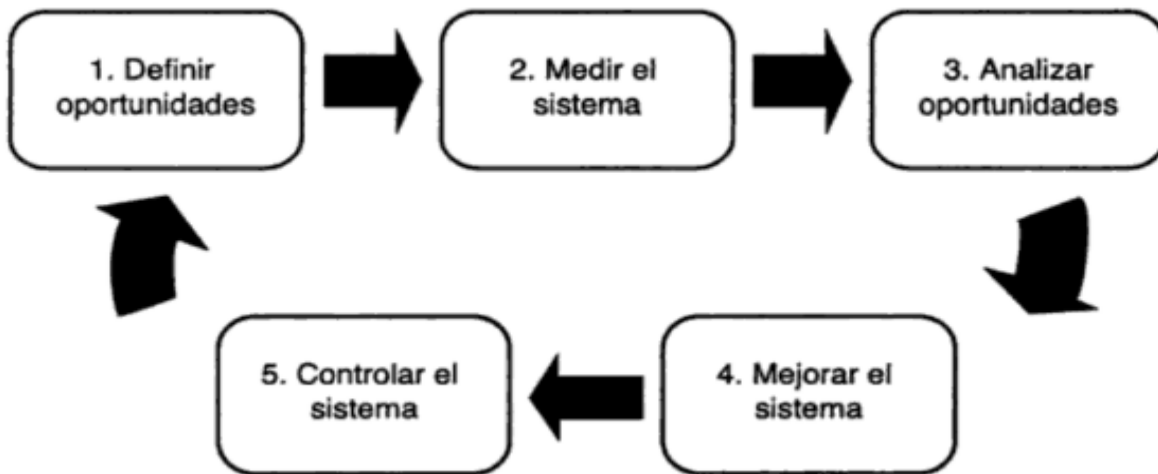 1. Definir
oportunidades
2. Medir el
sistema
3. Analizar
oportunidades
5. Controlar el
sistema
4. Mejorar el
sistema